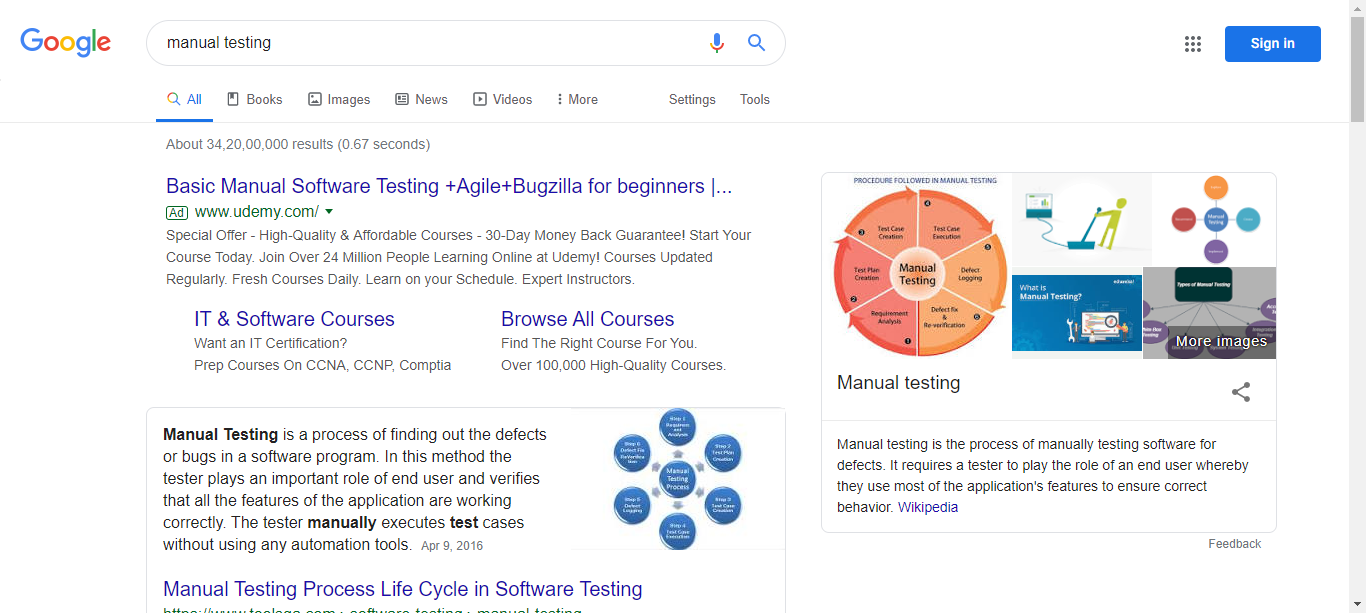 Google
manual testing
Sign in
All
Books
Images
News
Videos
More
Settings
Tools
About 34,20,00,000 results (0.67 seconds)
Basic Manual Software Testing +Agile+Bugzilla for beginners |...
Ad www.udemy.com/
Special Offer - High-Quality & Affordable Courses - 30-Day Money Back Guarantee! Start Your
Course Today. Join Over 24 Million People Learning Online at Udemy! Courses Updated
Regularly. Fresh Courses Daily. Learn on your Schedule. Expert Instructors.
IT & Software Courses
Want an IT Certification?
Prep Courses On CCNA, CCNP, Comptia
Browse All Courses
Find The Right Course For You.
Over 100,000 High-Quality Courses.
Manual Testing is a process of finding out the defects
or bugs in a software program. In this method the
tester plays an important role of end user and verifies
that all the features of the application are working
correctly. The tester manually executes test cases
without using any automation tools. Apr 9, 2016
Step 1
Step 2
Test Plan
Creation
Step 3
Test Case
Creation
Step 4
Test Case
Execution
Step 5
Defect
Logging
Step 6
Defect Fix
Manual
Testing
Process
Manual Testing Process Life Cycle in Software Testing
PROCEDURE FOLLOWED IN MANUAL TESTING
Manual
Testing
1
Requirement
Analysis
2
Test Plan
Creation
3
Test Case
Creation
4
Test Case
Execution
5
Defect
Logging
6
Defect fix
&
Re-verification
Manual
Testing
What is
Manual Testing?
edureka!
Types of Manual Testing
More images
Manual testing
Manual testing is the process of manually testing software for
defects. It requires a tester to play the role of an end user whereby
they use most of the application's features to ensure correct
behavior. Wikipedia
Feedback